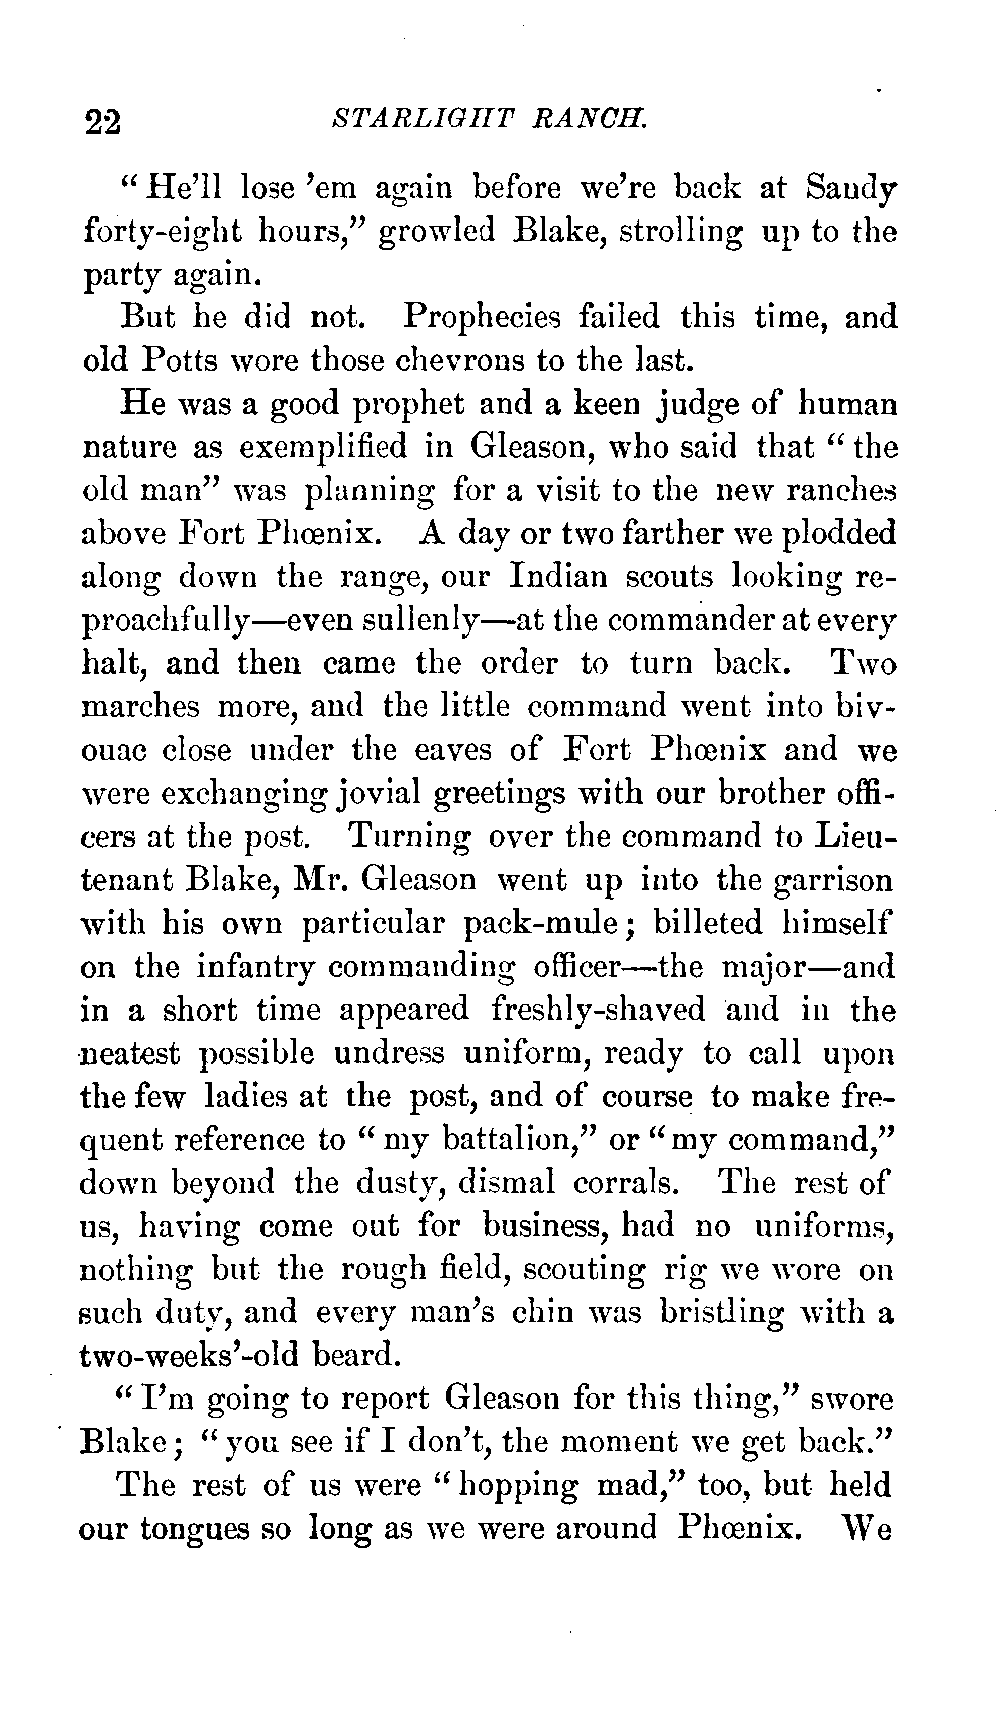 22 STARLIGHT RANCH.
“He’ll lose ’em again before we’re back at Sandy
forty-eight hours,” growled Blake, strolling up to the
party again.
But he did not. Prophecies failed this time, and
old Potts wore those chevrons to the last.
He was a good prophet and a keen judge of human
nature as exemplified in Gleason, who said that “the
old man” was planning for a visit to the new ranches
above Fort Phœnix. A day or two farther we plodded
along down the range, our Indian scouts looking re-
proachfully—even sullenly—at the commander at every
halt, and then came the order to turn back. Two
marches more, and the little command went into biv-
ouac close under the eaves of Fort Phœnix and we
were exchanging jovial greetings with our brother offi-
cers at the post. Turning over the command to Lieu-
tenant Blake, Mr. Gleason went up into the garrison
with his own particular pack-mule; billeted himself
on the infantry commanding officer—the major—and
in a short time appeared freshly-shaved and in the
neatest possible undress uniform, ready to call upon
the few ladies at the post, and of course to make fre-
quent reference to “my battalion,” or “my command,”
down beyond the dusty, dismal corrals. The rest of
us, having come out for business, had no uniforms,
nothing but the rough field, scouting rig we wore on
such duty, and every man’s chin was bristling with a
two-weeks’-old beard.
“I’m going to report Gleason for this thing,” swore
Blake; “you see if I don’t, the moment we get back.”
The rest of us were “hopping mad,” too, but held
our tongues so long as we were around Phœnix. We